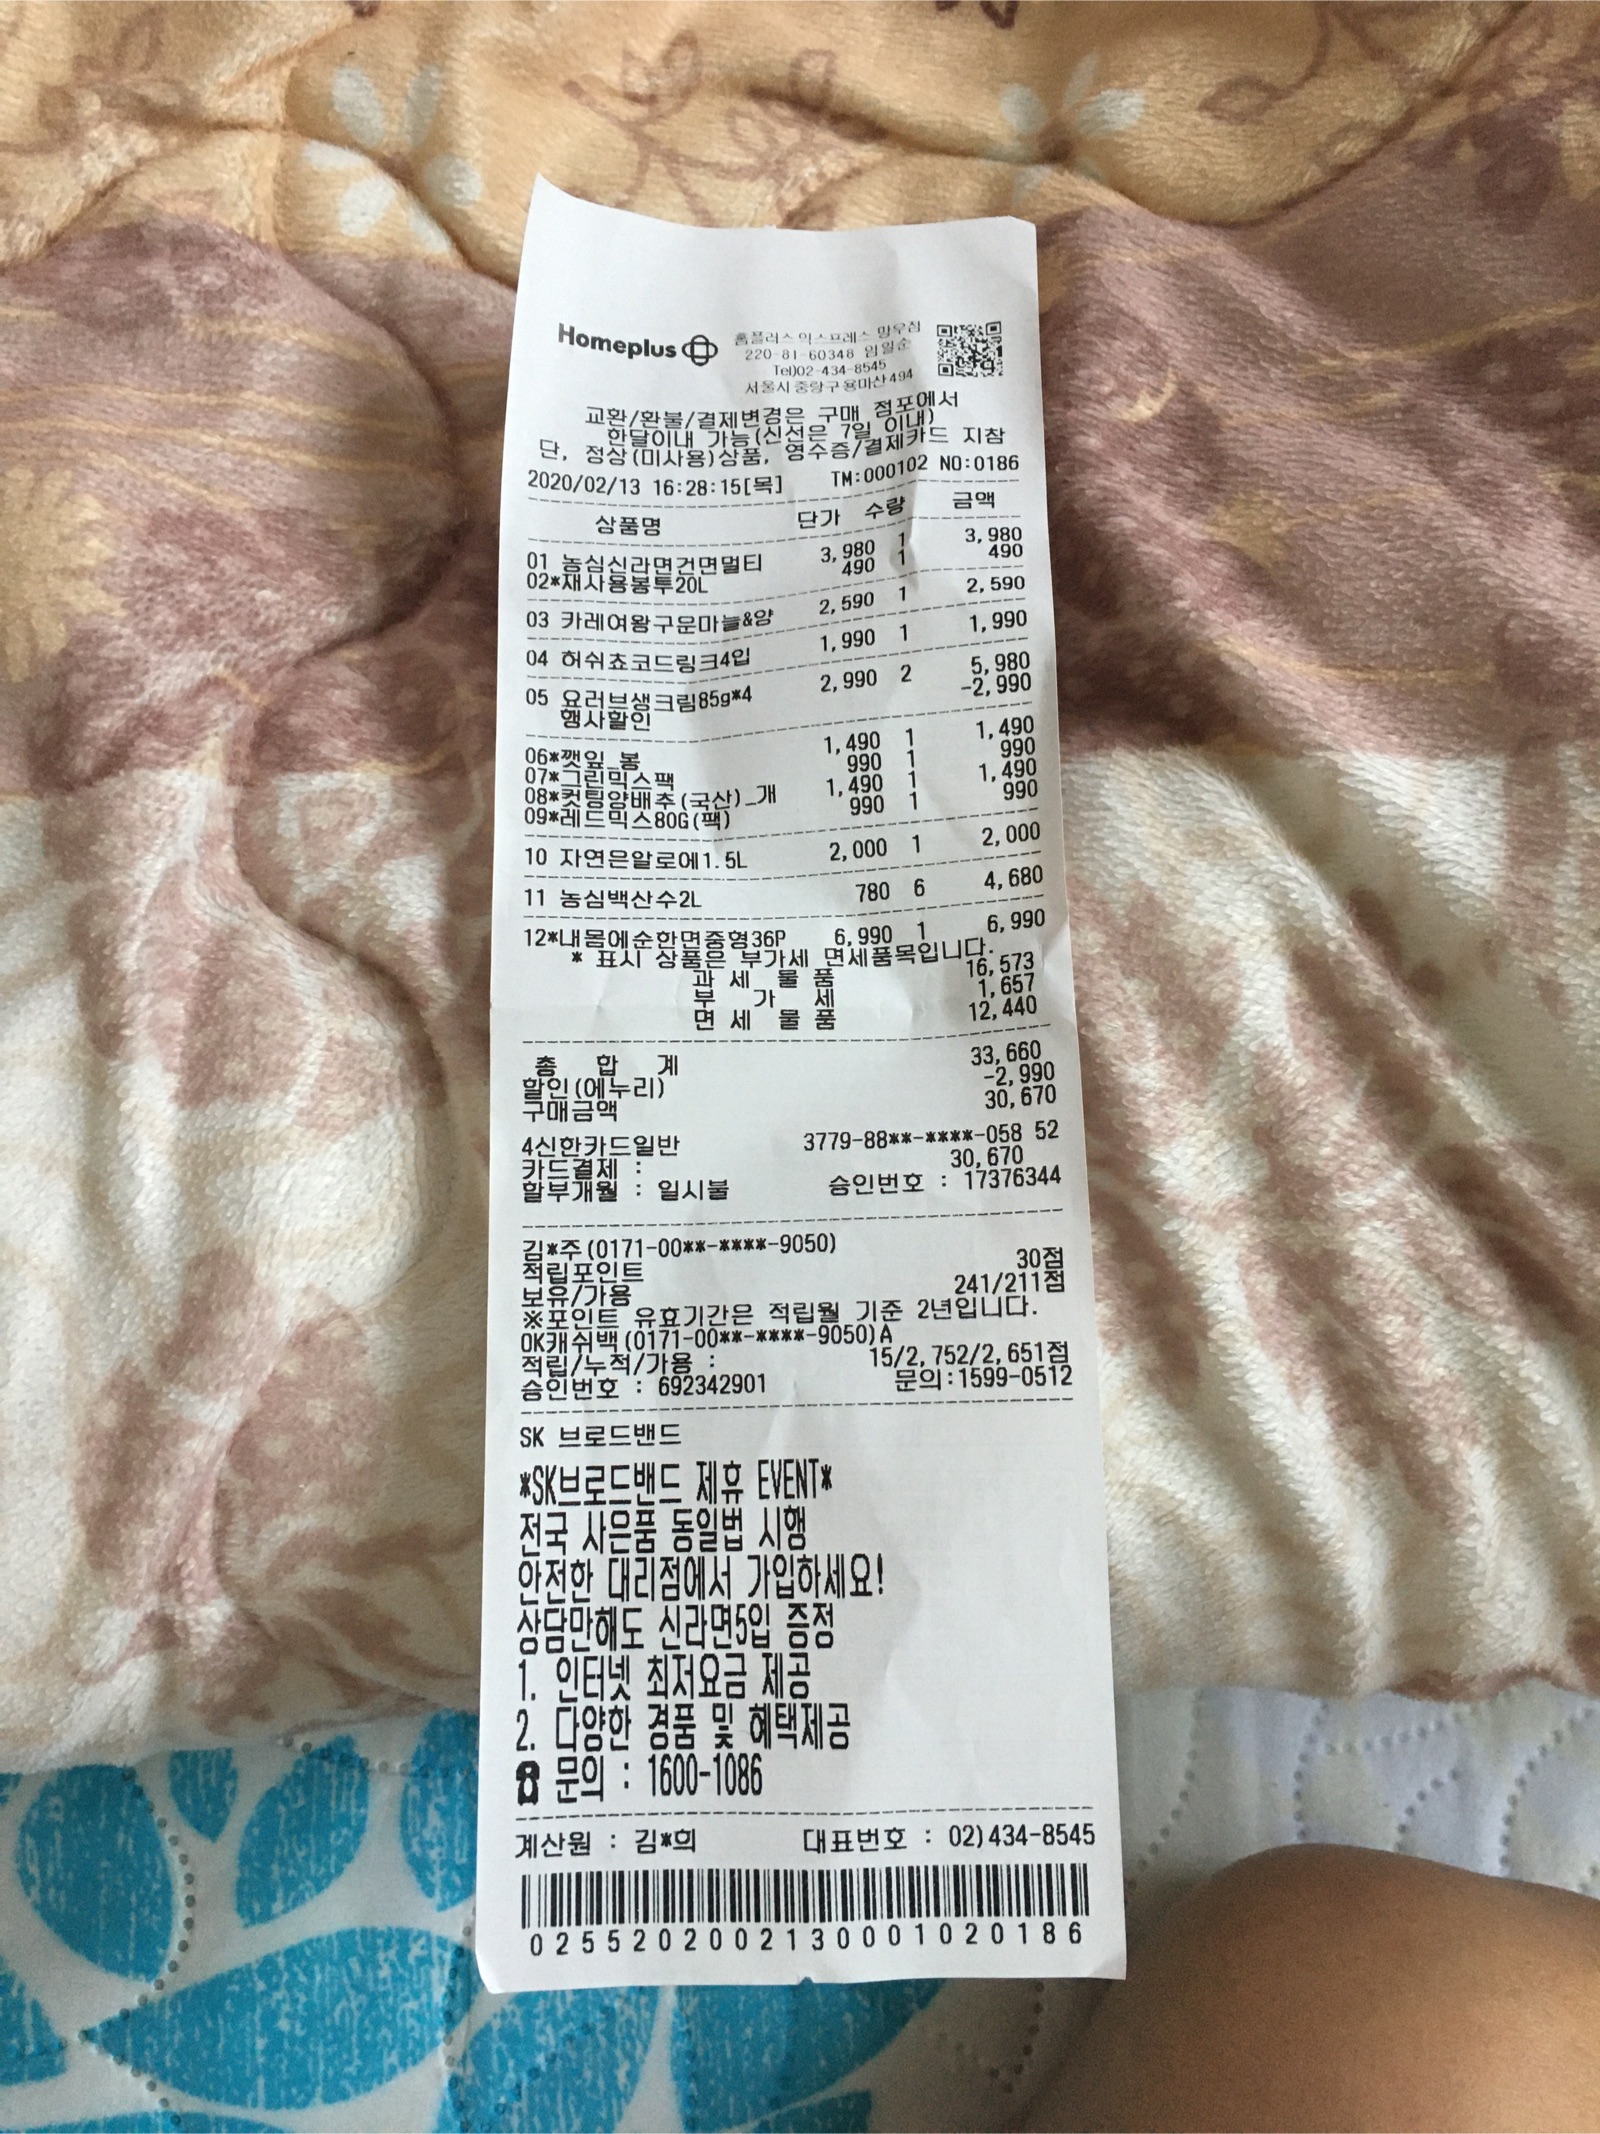 Homeplus
홈플러스 익스프레스 망우점
220-81-60348 임일순
Tel)02-434-8545
서울시 중랑구 용마산 494
교환/환불/결제변경은 구매 점포에서
한달이내 가능(신선은 7일 이내)
단, 정상(미사용)상품, 영수증/결제카드 지참
2020/02/13 16:28:15[목] TM:000102 NO:0186
상품명 단가 수량 금액
01 농심신라면건면멀티 3,980 1 3,980
02*재사용봉투20L 490 1 490
03 카레여왕구운마늘&양 2,590 1 2,590
04 허쉬쵸코드링크4입 1,990 1 1,990
05 요러브생크림85g*4 2,990 2 5,980
행사할인 -2,990
06*깻잎_봉 1,490 1 1,490
07*그린믹스팩 990 1 990
08*컷팅양배추(국산)_개 1,490 1 1,490
09*레드믹스80G(팩) 990 1 990
10 자연은알로에1.5L 2,000 1 2,000
11 농심백산수2L 780 6 4,680
12*내몸에순한면중형36P 6,990 1 6,990
* 표시 상품은 부가세 면세품목입니다.
과 세 물 품 16,573
부 가 세 1,657
면 세 물 품 12,440
총 합 계 33,660
할인(에누리) -2,990
구매금액 30,670
4신한카드일반 3779-88**-****-058 52
카드결제 : 30,670
할부개월 : 일시불 승인번호 : 17376344
김*주(0171-00**-****-9050)
적립포인트 30점
보유/가용 241/211점
※포인트 유효기간은 적립월 기준 2년입니다.
OK캐쉬백(0171-00**-****-9050)A
적립/누적/가용 : 15/2,752/2,651점
승인번호 : 692342901 문의:1599-0512
SK 브로드밴드
*SK브로드밴드 제휴 EVENT*
전국 사은품 동일법 시행
안전한 대리점에서 가입하세요!
상담만해도 신라면5입 증정
1. 인터넷 최저요금 제공
2. 다양한 경품 및 혜택제공
☎ 문의 : 1600-1086
계산원 : 김*희 대표번호 : 02)434-8545
0255202002130001020186